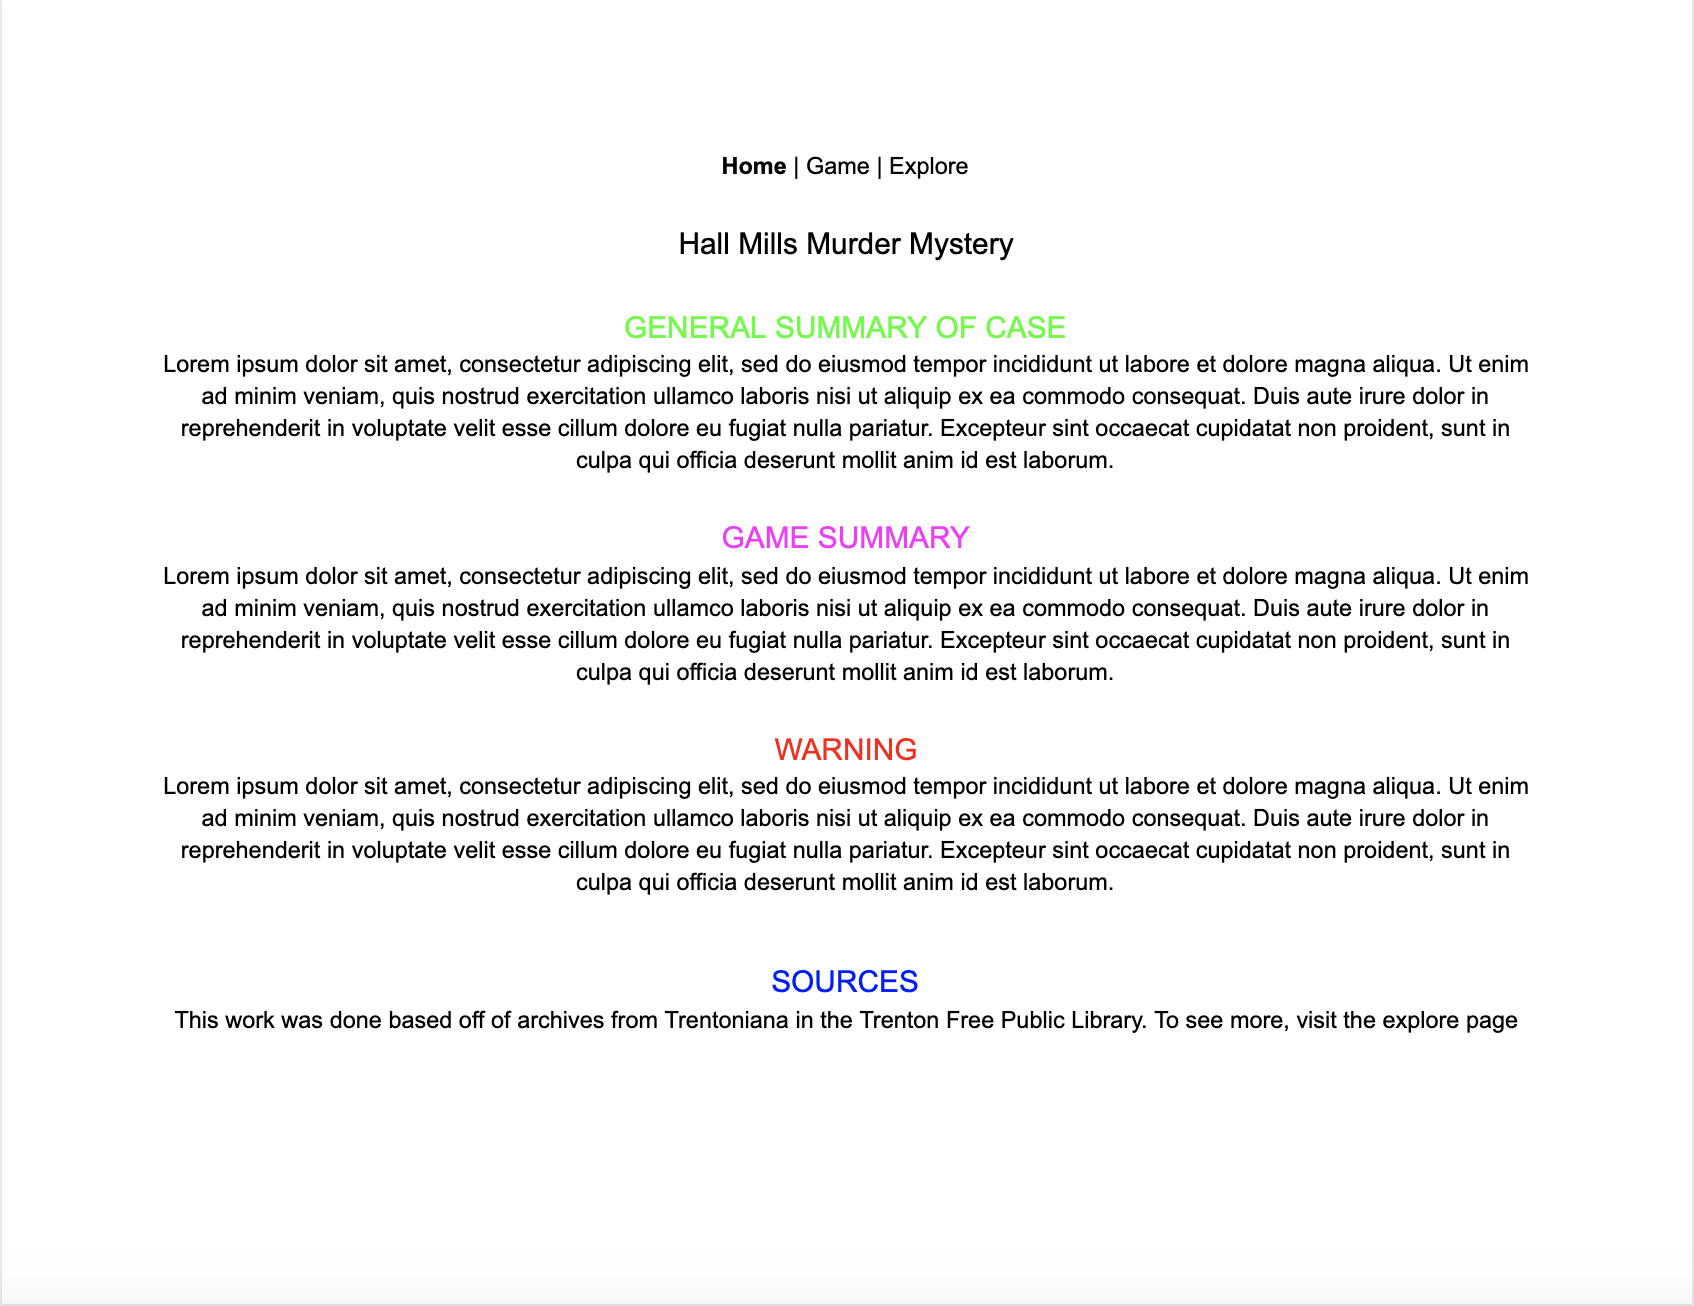 Home | Game | Explore
Hall Mills Murder Mystery
GENERAL SUMMARY OF CASE
Lorem ipsum dolor sit amet, consectetur adipiscing elit, sed do eiusmod tempor incididunt ut labore et dolore magna aliqua. Ut enim
ad minim veniam, quis nostrud exercitation ullamco laboris nisi ut aliquip ex ea commodo consequat. Duis aute irure dolor in
reprehenderit in voluptate velit esse cillum dolore eu fugiat nulla pariatur. Excepteur sint occaecat cupidatat non proident, sunt in
culpa qui officia deserunt mollit anim id est laborum.
GAME SUMMARY
Lorem ipsum dolor sit amet, consectetur adipiscing elit, sed do eiusmod tempor incididunt ut labore et dolore magna aliqua. Ut enim
ad minim veniam, quis nostrud exercitation ullamco laboris nisi ut aliquip ex ea commodo consequat. Duis aute irure dolor in
reprehenderit in voluptate velit esse cillum dolore eu fugiat nulla pariatur. Excepteur sint occaecat cupidatat non proident, sunt in
culpa qui officia deserunt mollit anim id est laborum.
WARNING
Lorem ipsum dolor sit amet, consectetur adipiscing elit, sed do eiusmod tempor incididunt ut labore et dolore magna aliqua. Ut enim
ad minim veniam, quis nostrud exercitation ullamco laboris nisi ut aliquip ex ea commodo consequat. Duis aute irure dolor in
reprehenderit in voluptate velit esse cillum dolore eu fugiat nulla pariatur. Excepteur sint occaecat cupidatat non proident, sunt in
culpa qui officia deserunt mollit anim id est laborum.
SOURCES
This work was done based off of archives from Trentoniana in the Trenton Free Public Library. To see more, visit the explore page